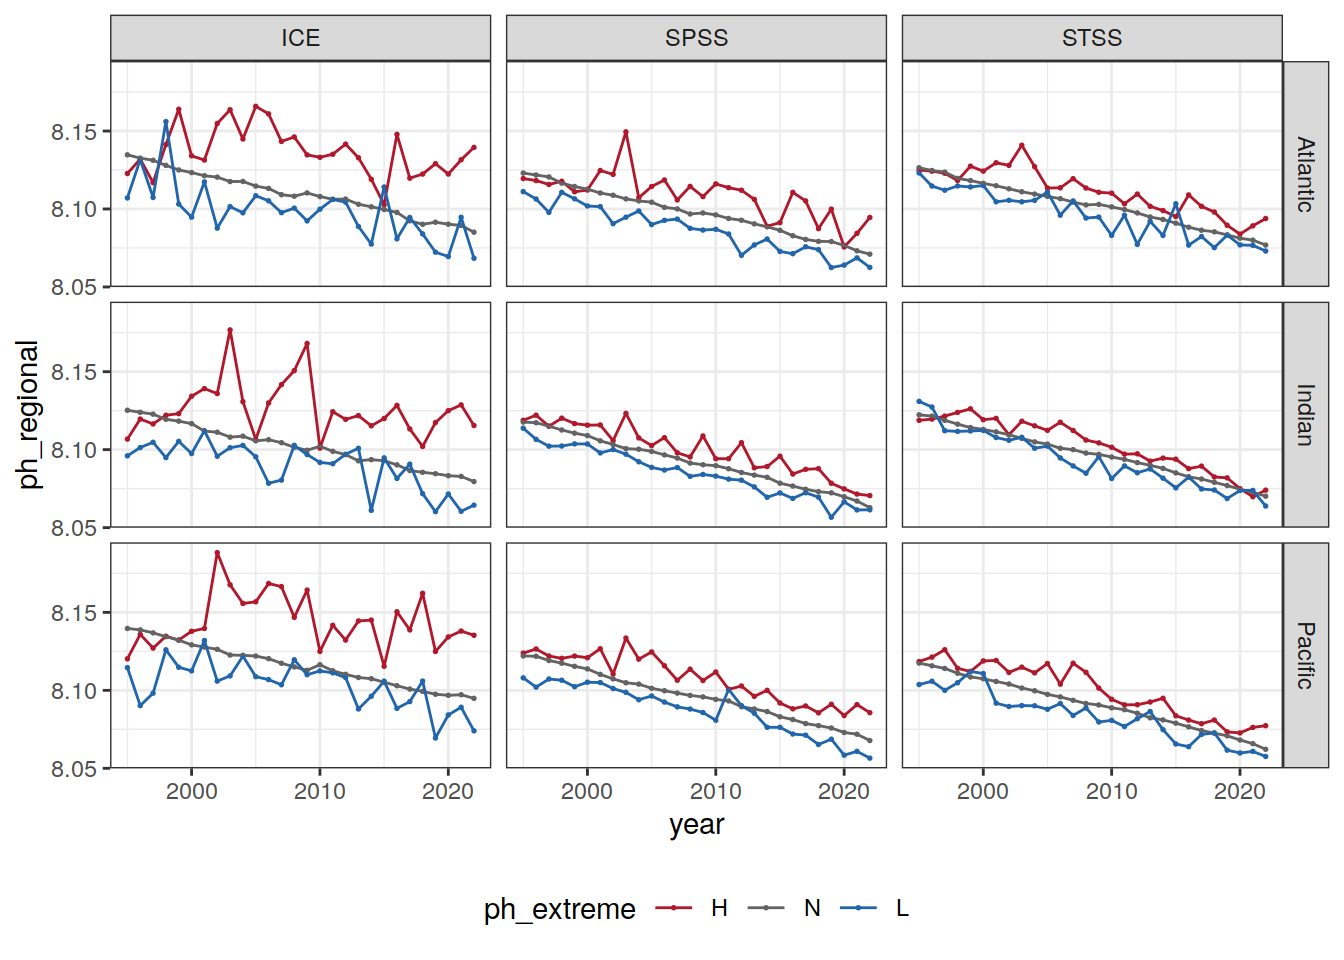 ICE SPSS STSS
8.15
8.10
8.05
Atlantic
8.15
8.10
8.05
Indian
8.15
8.10
8.05
Pacific
ph_regional
2000 2010 2020 2000 2010 2020 2000 2010 2020
year
ph_extreme H N L